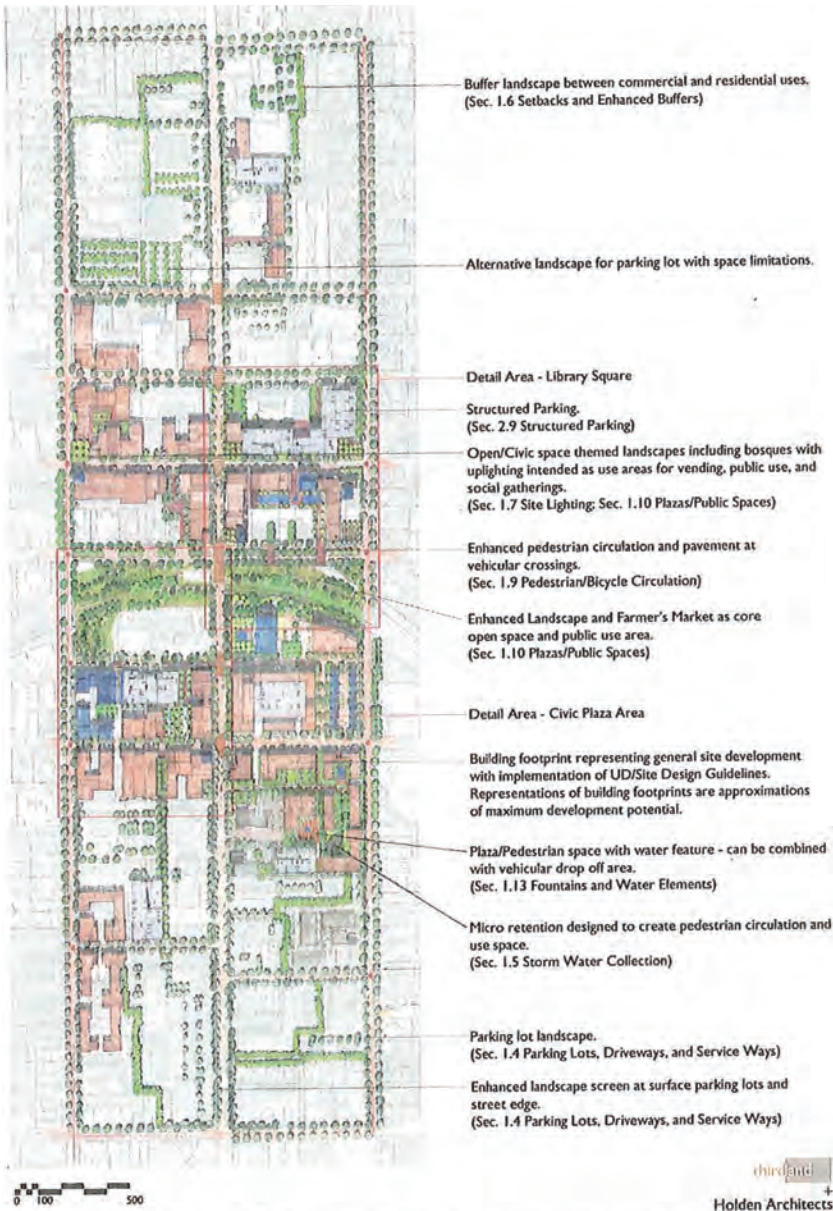 Buffer landscape between commercial and residential uses.
(Sec. 1.6 Setbacks and Enhanced Buffers)
Alternative landscape for parking lot with space limitations.
Detail Area - Library Square
Structured Parking.
(Sec. 2.9 Structured Parking)
Open/Civic space themed landscapes including bosques with
uplighting intended as use areas for vending, public use, and
social gatherings.
(Sec. 1.7 Site Lighting; Sec. 1.10 Plazas/Public Spaces)
Enhanced pedestrian circulation and pavement at
vehicular crossings.
(Sec. 1.9 Pedestrian/Bicycle Circulation)
Enhanced Landscape and Farmer's Market as core
open space and public use area.
(Sec. 1.10 Plazas/Public Spaces)
Detail Area - Civic Plaza Area
Building footprint representing general site development
with implementation of UD/Site Design Guidelines.
Representations of building footprints are approximations
of maximum development potential.
Plaza/Pedestrian space with water feature - can be combined
with vehicular drop off area.
(Sec. 1.13 Fountains and Water Elements)
Micro retention designed to create pedestrian circulation and
use space.
(Sec. 1.5 Storm Water Collection)
Parking lot landscape.
(Sec. 1.4 Parking Lots, Driveways, and Service Ways)
Enhanced landscape screen at surface parking lots and
street edge.
(Sec. 1.4 Parking Lots, Driveways, and Service Ways)
0 100 500
thirdland
+
Holden Architects